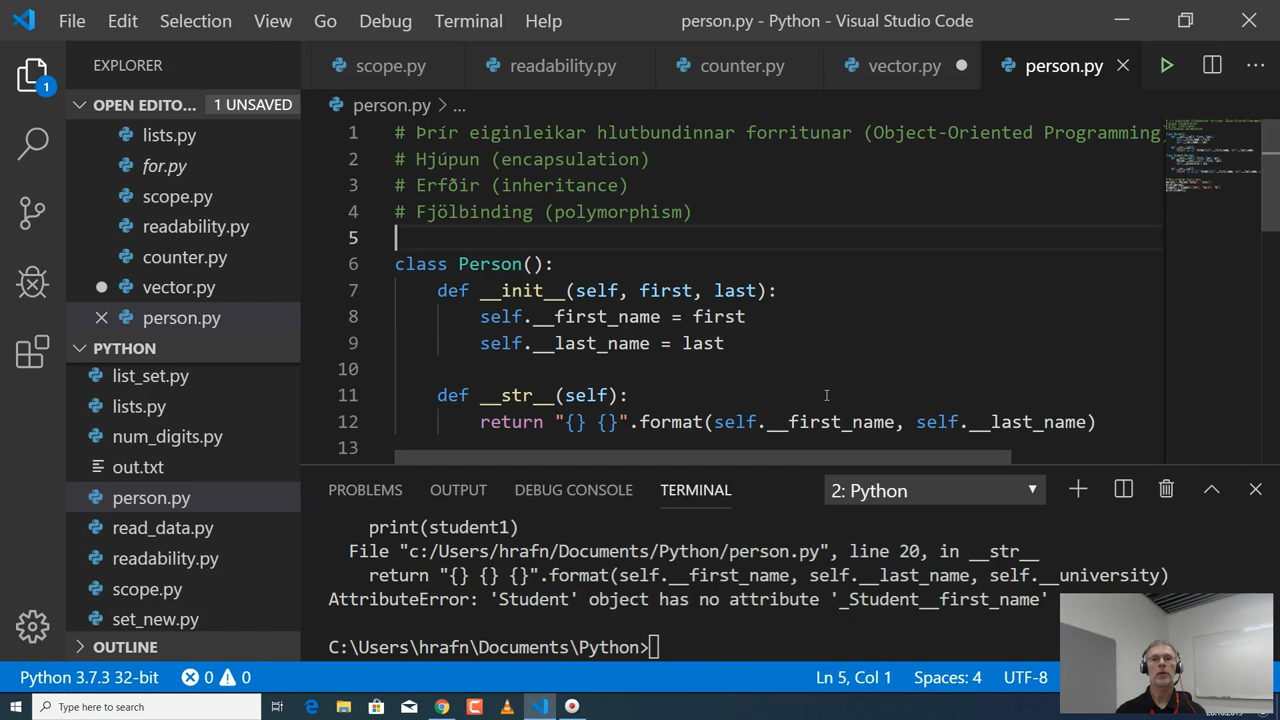 File Edit Selection View Go Debug Terminal Help person.py - Python - Visual Studio Code
EXPLORER
scope.py readability.py counter.py vector.py person.py
OPEN EDITO... 1 UNSAVED
lists.py
for.py
scope.py
readability.py
counter.py
vector.py
person.py
PYTHON
list_set.py
lists.py
num_digits.py
out.txt
person.py
read_data.py
readability.py
scope.py
set_new.py
OUTLINE
1
person.py > ...
1 # Þrír eiginleikar hlutbundinnar forritunar (Object-Oriented Programming
2 # Hjúpun (encapsulation)
3 # Erfðir (inheritance)
4 # Fjölbinding (polymorphism)
5
6 class Person():
7 def __init__(self, first, last):
8 self.__first_name = first
9 self.__last_name = last
10
11 def __str__(self):
12 return "{} {}".format(self.__first_name, self.__last_name)
13
PROBLEMS OUTPUT DEBUG CONSOLE TERMINAL 2: Python
print(student1)
File "c:/Users/hrafn/Documents/Python/person.py", line 20, in __str__
return "{} {} {}".format(self.__first_name, self.__last_name, self.__university)
AttributeError: 'Student' object has no attribute '_Student__first_name'
C:\Users\hrafn\Documents\Python>
Python 3.7.3 32-bit 0 0 Ln 5, Col 1 Spaces: 4 UTF-8
Type here to search